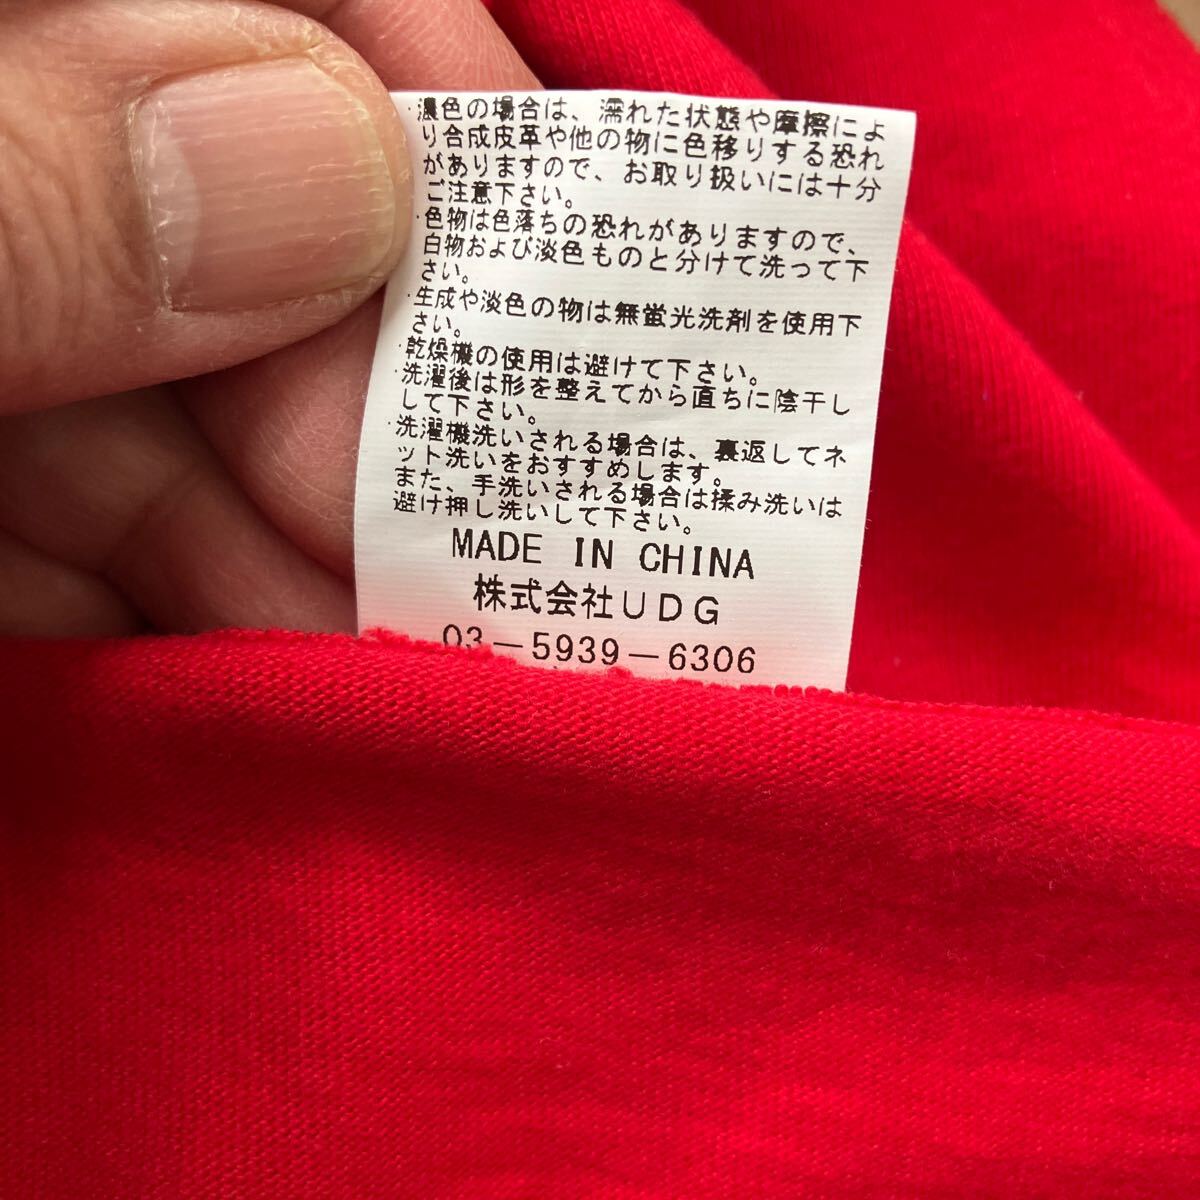 ・濃色の場合は、濡れた状態や摩擦によ
り合成皮革や他の物に色移りする恐れ
がありますので、お取り扱いには十分
ご注意下さい。
・色物は色落ちの恐れがありますので、
白物および淡色ものと分けて洗って下
さい。
・生成や淡色の物は無蛍光洗剤を使用下
さい。
・乾燥機の使用は避けて下さい。
・洗濯後は形を整えてから直ちに陰干し
して下さい。
・洗濯機洗いされる場合は、裏返してネ
ット洗いをおすすめします。
また、手洗いされる場合は揉み洗いは
避け押し洗いして下さい。
MADE IN CHINA
株式会社UDG
03-5939-6306